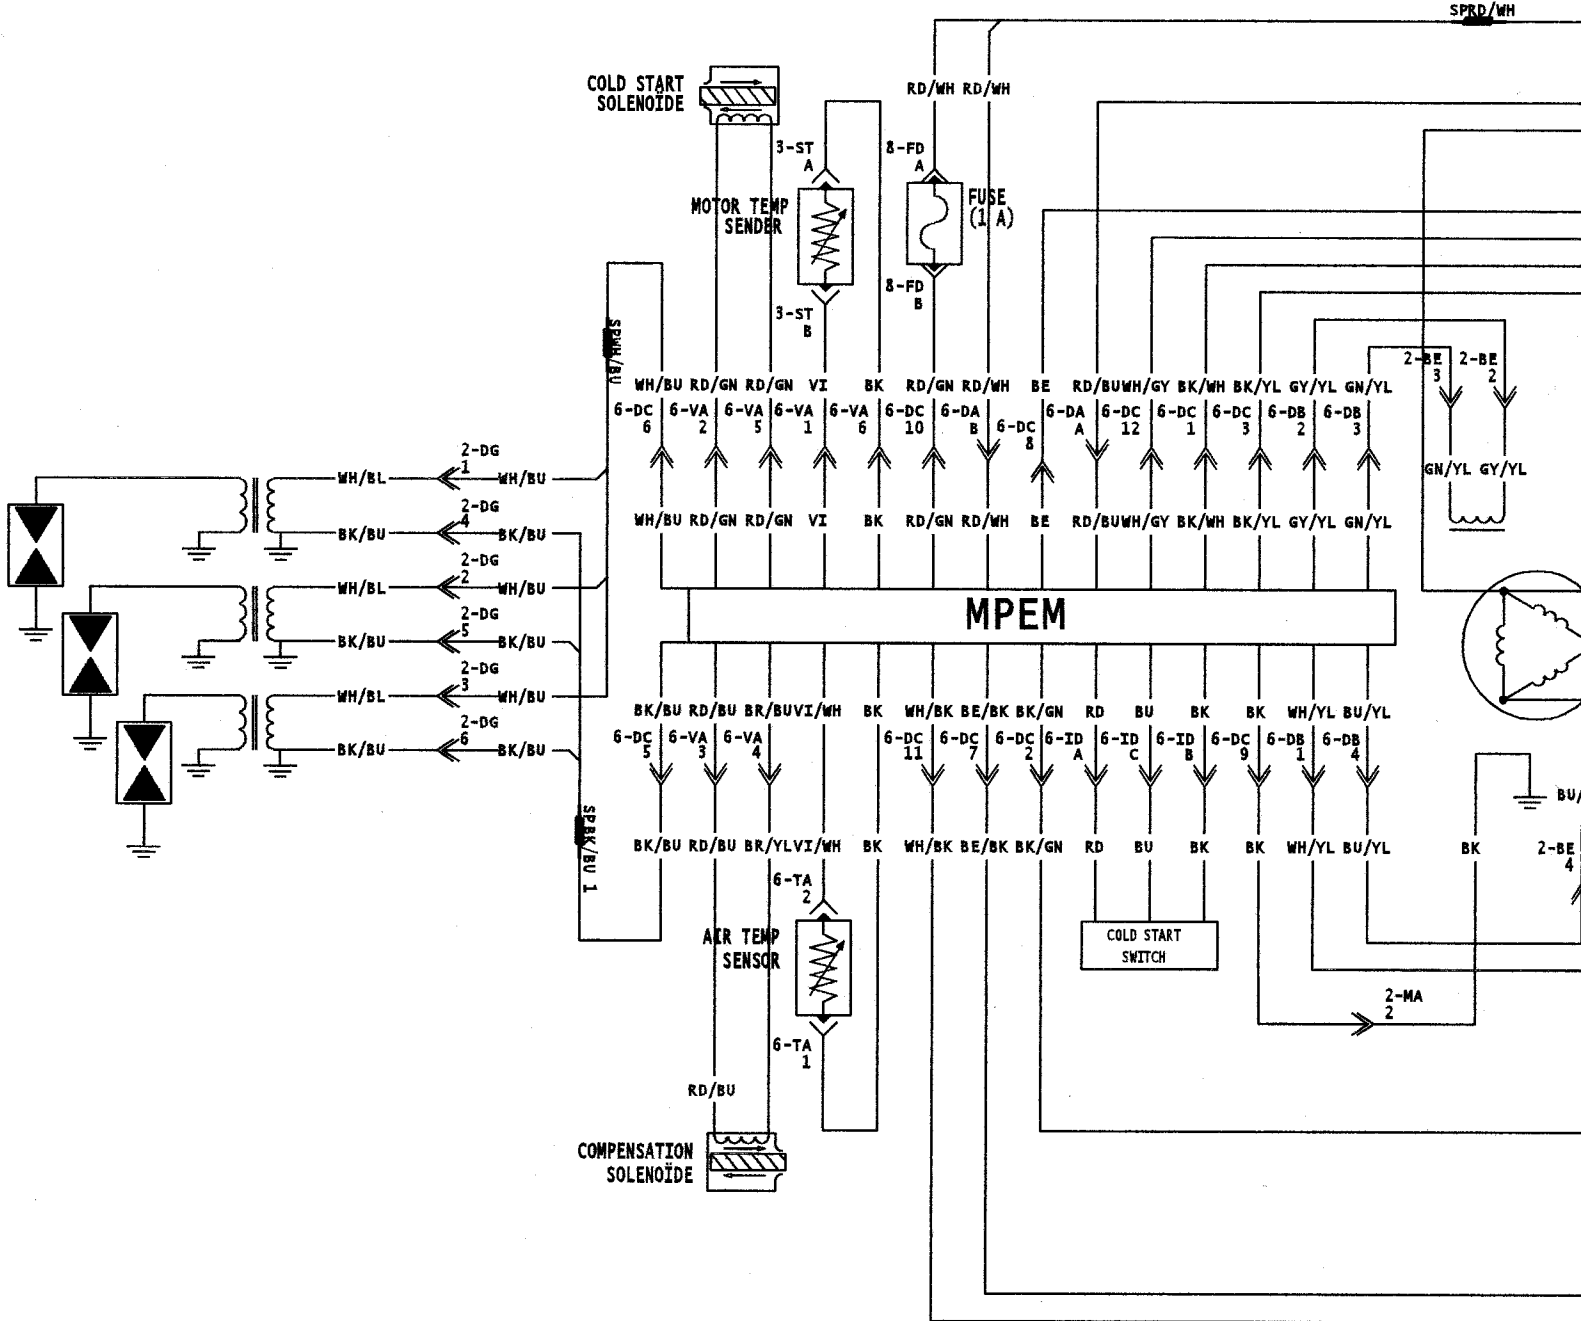 SPRD/WH
COLD START
SOLENOÏDE
RD/WH RD/WH
3-ST
A
8-FD
A
MOTOR TEMP
SENDER
FUSE
(1 A)
3-ST
B
8-FD
B
SPWH/BU
2-BE
3
2-BE
2
WH/BU RD/GN RD/GN VI BK RD/GN RD/WH BE RD/BU WH/GY BK/WH BK/YL GY/YL GN/YL
6-DC 6-VA 6-VA 6-VA 6-VA 6-DC 6-DA 6-DC 6-DA 6-DC 6-DC 6-DC 6-DB 6-DB
6 2 5 1 6 10 B 8 A 12 1 3 2 3
GN/YL GY/YL
2-DG
1
WH/BL WH/BU
2-DG
4
BK/BU BK/BU
2-DG
2
WH/BL WH/BU
2-DG
5
BK/BU BK/BU
2-DG
3
WH/BL WH/BU
2-DG
6
BK/BU BK/BU
WH/BU RD/GN RD/GN VI BK RD/GN RD/WH BE RD/BU WH/GY BK/WH BK/YL GY/YL GN/YL
MPEM
BK/BU RD/BU BR/BU VI/WH BK WH/BK BE/BK BK/GN RD BU BK BK WH/YL BU/YL
6-DC 6-VA 6-VA 6-DC 6-DC 6-DC 6-ID 6-ID 6-ID 6-DC 6-DB 6-DB
5 3 4 11 7 2 A C B 9 1 4
BU/
SPBK/BU 1
BK/BU RD/BU BR/YL VI/WH BK WH/BK BE/BK BK/GN RD BU BK BK WH/YL BU/YL BK
2-BE
4
6-TA
2
AIR TEMP
SENSOR
COLD START
SWITCH
2-MA
2
6-TA
1
RD/BU
COMPENSATION
SOLENOÏDE